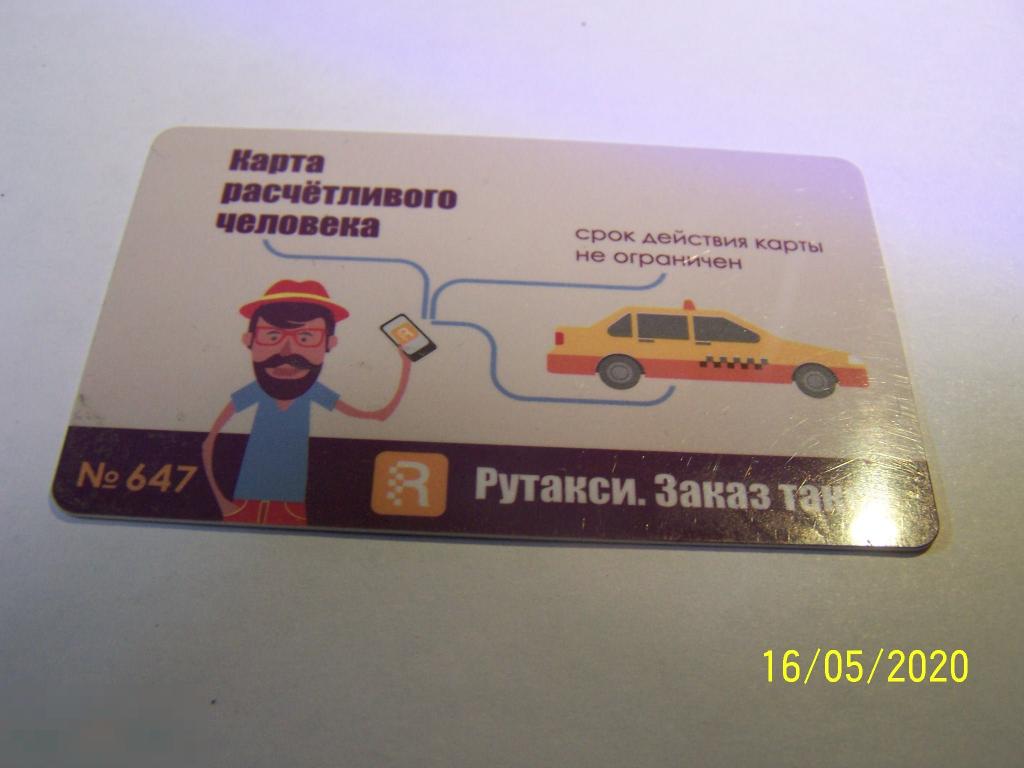 Карта
расчётливого
человека
срок действия карты
не ограничен
№ 647
R
Рутакси. Заказ
16/05/2020